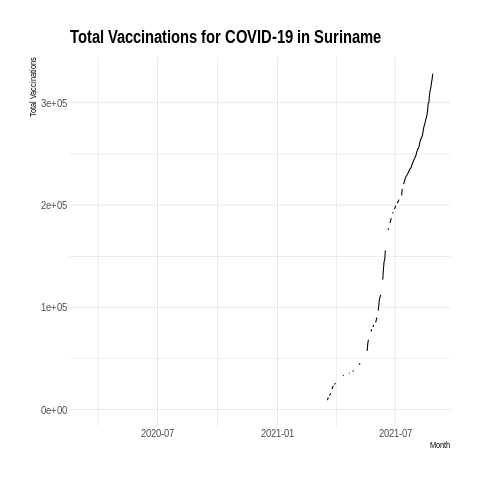 Total Vaccinations for COVID-19 in Suriname
Total Vaccinations
3e+05
2e+05
1e+05
0e+00
2020-07
2021-01
2021-07
Month